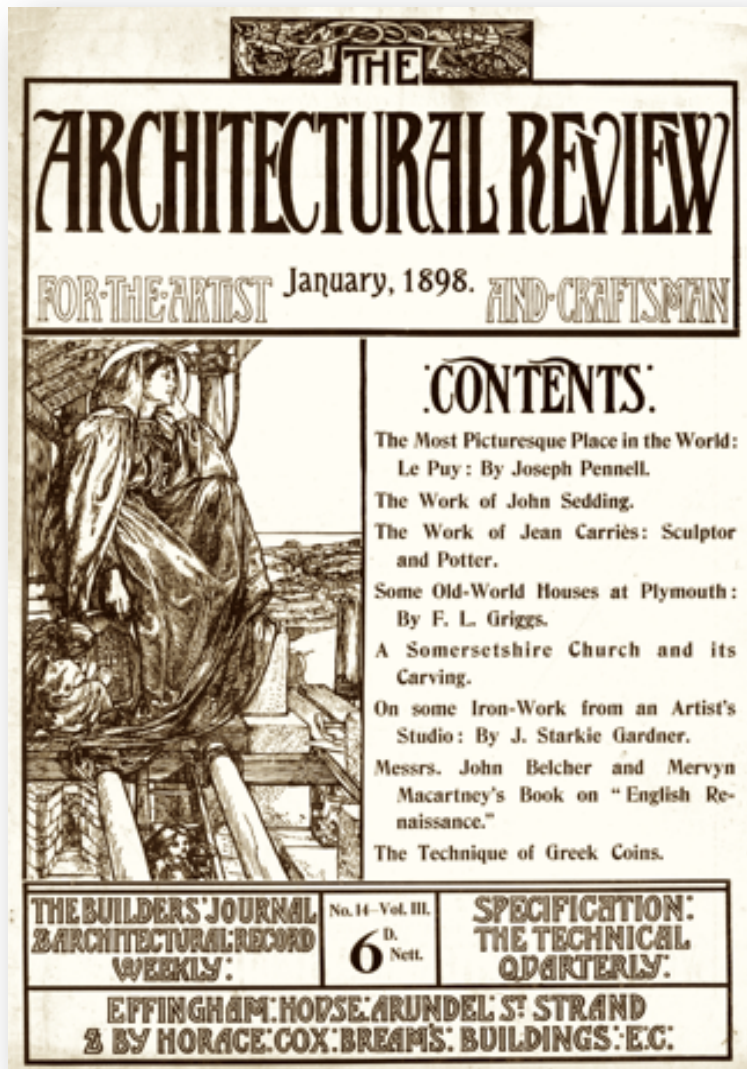 THE
ARCHITECTURAL REVIEW
FOR·THE·ARTIST January, 1898. AND·CRAFTSMAN
:CONTENTS:
The Most Picturesque Place in the World:
Le Puy: By Joseph Pennell.
The Work of John Sedding.
The Work of Jean Carriès: Sculptor
and Potter.
Some Old-World Houses at Plymouth:
By F. L. Griggs.
A Somersetshire Church and its
Carving.
On some Iron-Work from an Artist's
Studio: By J. Starkie Gardner.
Messrs. John Belcher and Mervyn
Macartney's Book on "English Re-
naissance."
The Technique of Greek Coins.
THE BUILDERS' JOURNAL
& ARCHITECTURAL:RECORD
WEEKLY:
No. 14–Vol. III.
6 D.
Nett.
SPECIFICATION:
THE TECHNICAL
QUARTERLY:
EFFINGHAM:HOUSE:ARUNDEL ST STRAND
& BY HORACE:COX:BREAM'S: BUILDINGS:E.C: